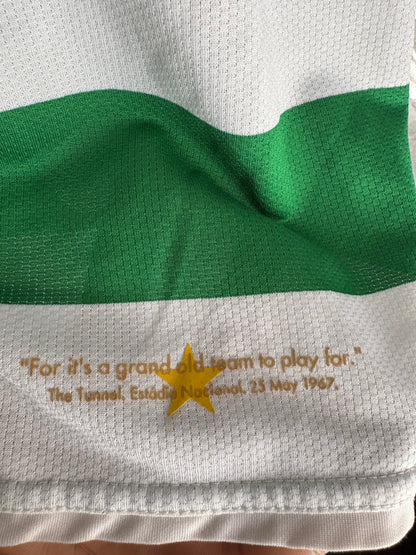 "For it's a grand old team to play for."
The Tunnel, Estádio Nacional. 25 May 1967.